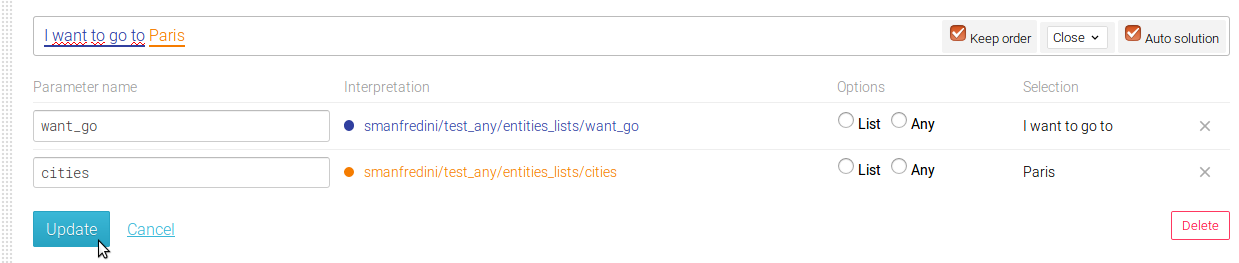 I want to go to Paris Keep order Close Auto solution
Parameter name Interpretation Options Selection
want_go smanfredini/test_any/entities_lists/want_go List Any I want to go to
cities smanfredini/test_any/entities_lists/cities List Any Paris
Update Cancel Delete